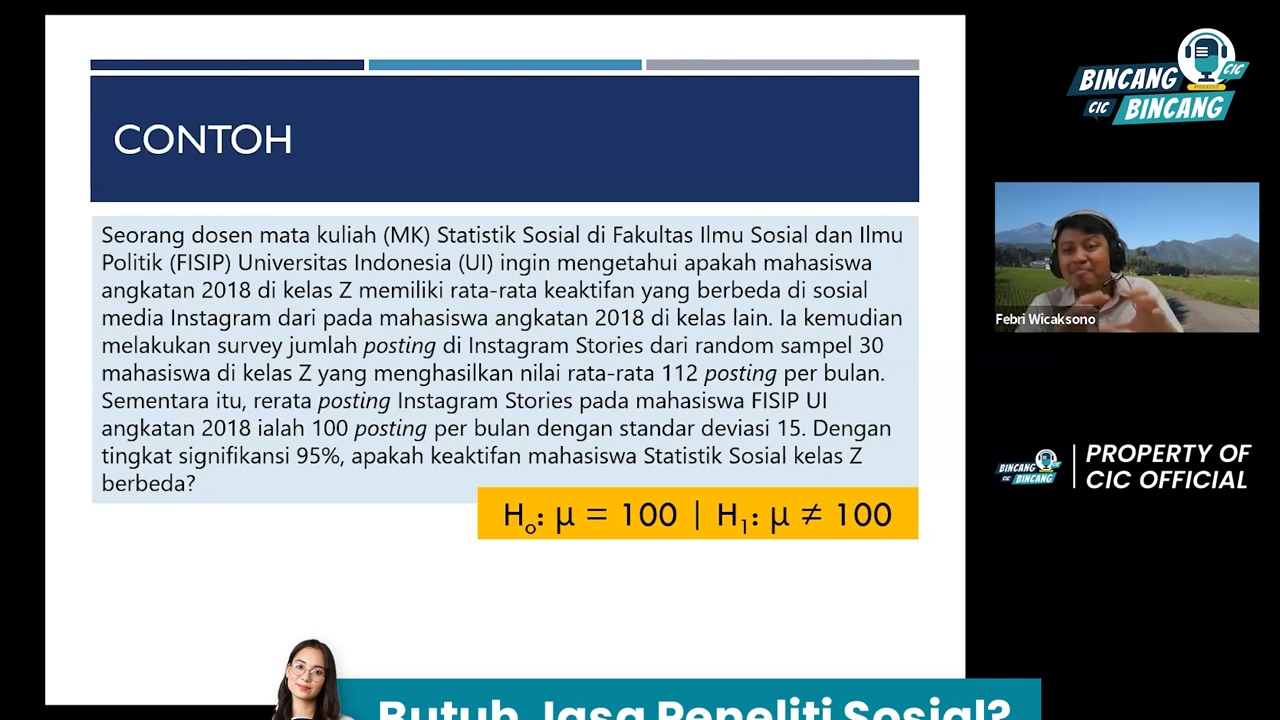 CONTOH
Seorang dosen mata kuliah (MK) Statistik Sosial di Fakultas Ilmu Sosial dan Ilmu
Politik (FISIP) Universitas Indonesia (UI) ingin mengetahui apakah mahasiswa
angkatan 2018 di kelas Z memiliki rata-rata keaktifan yang berbeda di sosial
media Instagram dari pada mahasiswa angkatan 2018 di kelas lain. Ia kemudian
melakukan survey jumlah posting di Instagram Stories dari random sampel 30
mahasiswa di kelas Z yang menghasilkan nilai rata-rata 112 posting per bulan.
Sementara itu, rerata posting Instagram Stories pada mahasiswa FISIP UI
angkatan 2018 ialah 100 posting per bulan dengan standar deviasi 15. Dengan
tingkat signifikansi 95%, apakah keaktifan mahasiswa Statistik Sosial kelas Z
berbeda?
H₀: μ = 100 | H₁: μ ≠ 100
BINCANG CIC
CIC BINCANG
Febri Wicaksono
BINCANG
CIC BINCANG
PROPERTY OF
CIC OFFICIAL
Butuh Jasa Peneliti Sosial?